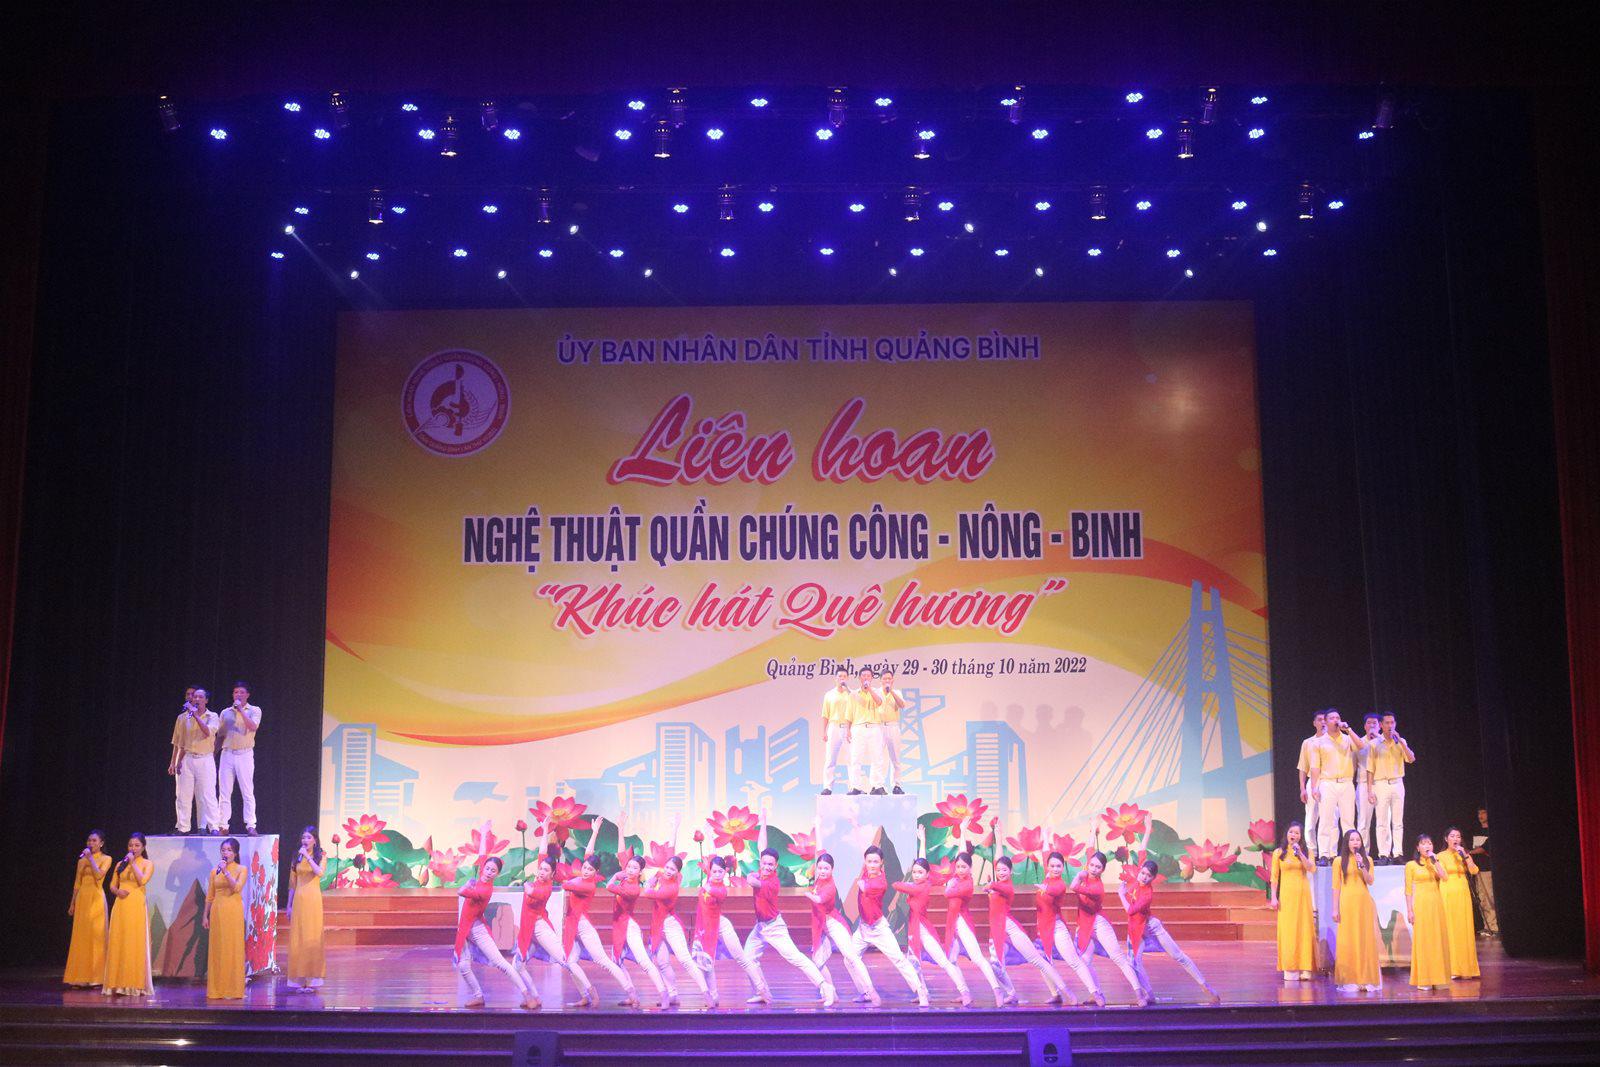 ỦY BAN NHÂN DÂN TỈNH QUẢNG BÌNH
Liên hoan
NGHỆ THUẬT QUẦN CHÚNG CÔNG - NÔNG - BINH
“Khúc hát Quê hương”
Quảng Bình, ngày 29 - 30 tháng 10 năm 2022